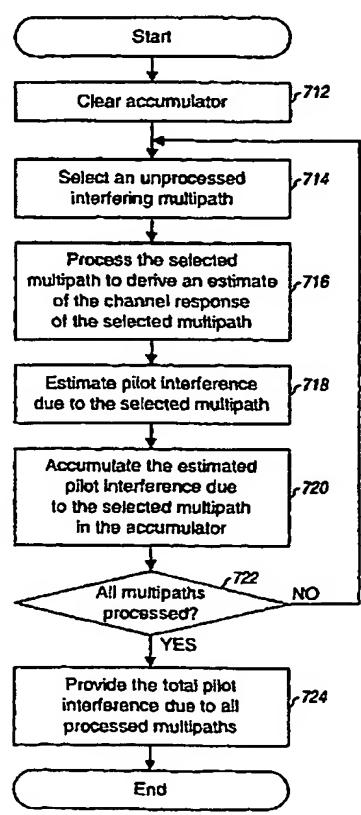 Start
Clear accumulator
712
Select an unprocessed
interfering multipath
714
Process the selected
multipath to derive an estimate
of the channel response
of the selected multipath
716
Estimate pilot interference
due to the selected multipath
718
Accumulate the estimated
pilot interference due
to the selected multipath
in the accumulator
720
722
All multipaths
processed?
NO
YES
Provide the total pilot
interference due to all
processed multipaths
724
End